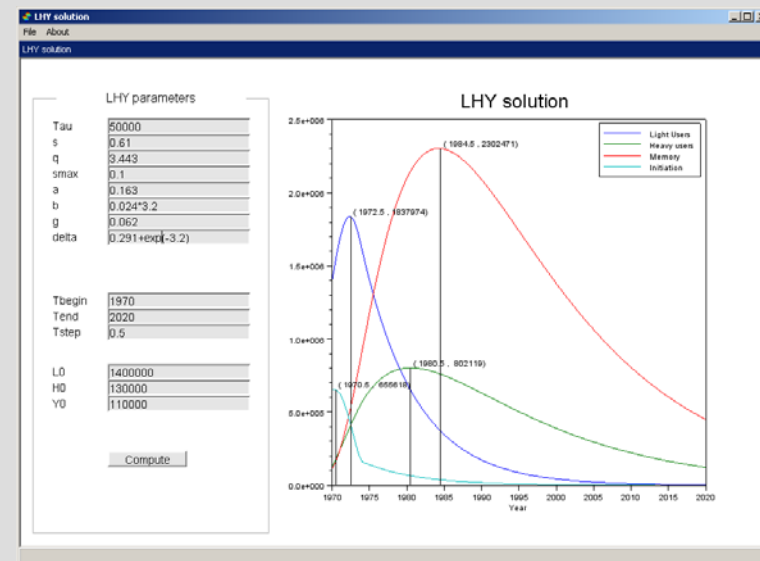 LHY solution
File About
LHY solution
LHY parameters
Tau 50000
s 0.61
q 3.443
smax 0.1
a 0.163
b 0.024*3.2
g 0.062
delta 0.291+exp(-3.2)
Tbegin 1970
Tend 2020
Tstep 0.5
L0 1400000
H0 130000
Y0 110000
Compute
LHY solution
Light Users
Heavy users
Memory
Initiation
2.5e+006
2.0e+006
1.5e+006
1.0e+006
5.0e+005
0.0e+000
( 1984.5 , 2302471)
( 1972.5 , 1837974)
( 1980.5 , 802119)
( 1970.5 , 655618)
1970 1975 1980 1985 1990 1995 2000 2005 2010 2015 2020
Year